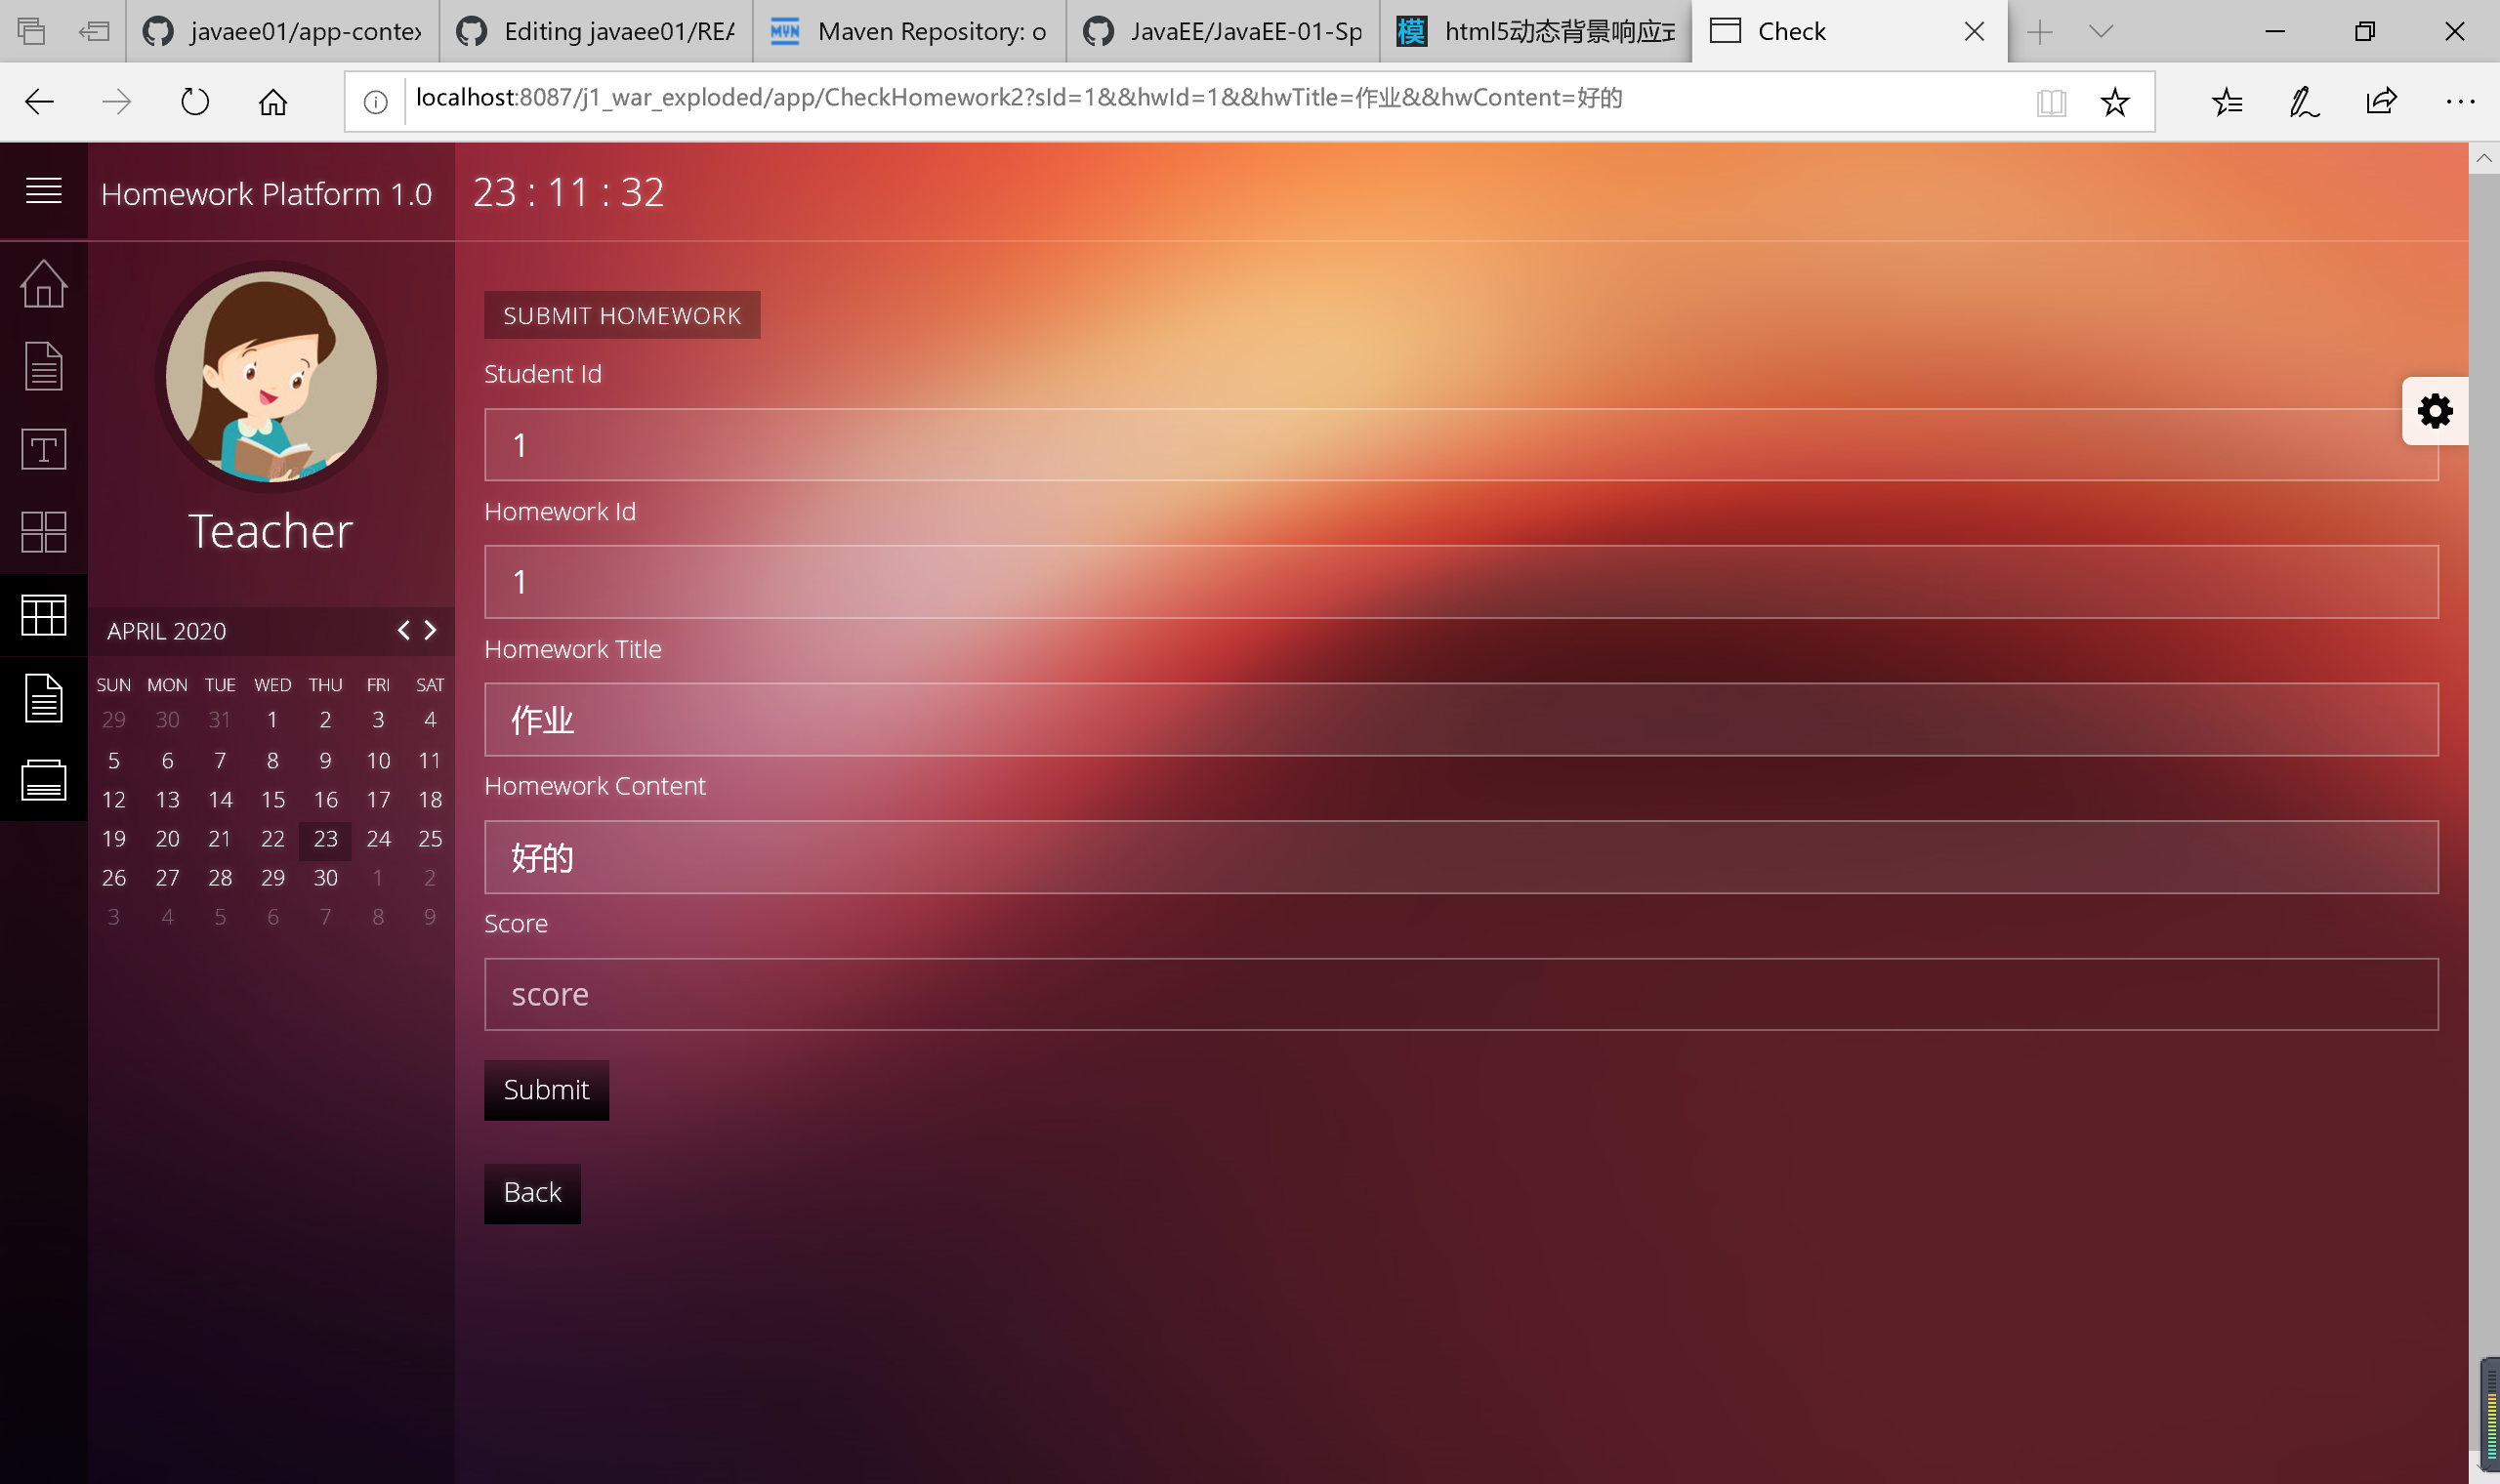 javaee01/app-contex
Editing javaee01/REA
MVN
Maven Repository: o
JavaEE/JavaEE-01-Sp
模
html5动态背景响应式
Check
localhost:8087/j1_war_exploded/app/CheckHomework2?sId=1&&hwId=1&&hwTitle=作业&&hwContent=好的
Homework Platform 1.0
23 : 11 : 32
Teacher
APRIL 2020
SUN MON TUE WED THU FRI SAT
29 30 31 1 2 3 4
5 6 7 8 9 10 11
12 13 14 15 16 17 18
19 20 21 22 23 24 25
26 27 28 29 30 1 2
3 4 5 6 7 8 9
SUBMIT HOMEWORK
Student Id
1
Homework Id
1
Homework Title
作业
Homework Content
好的
Score
score
Submit
Back
T